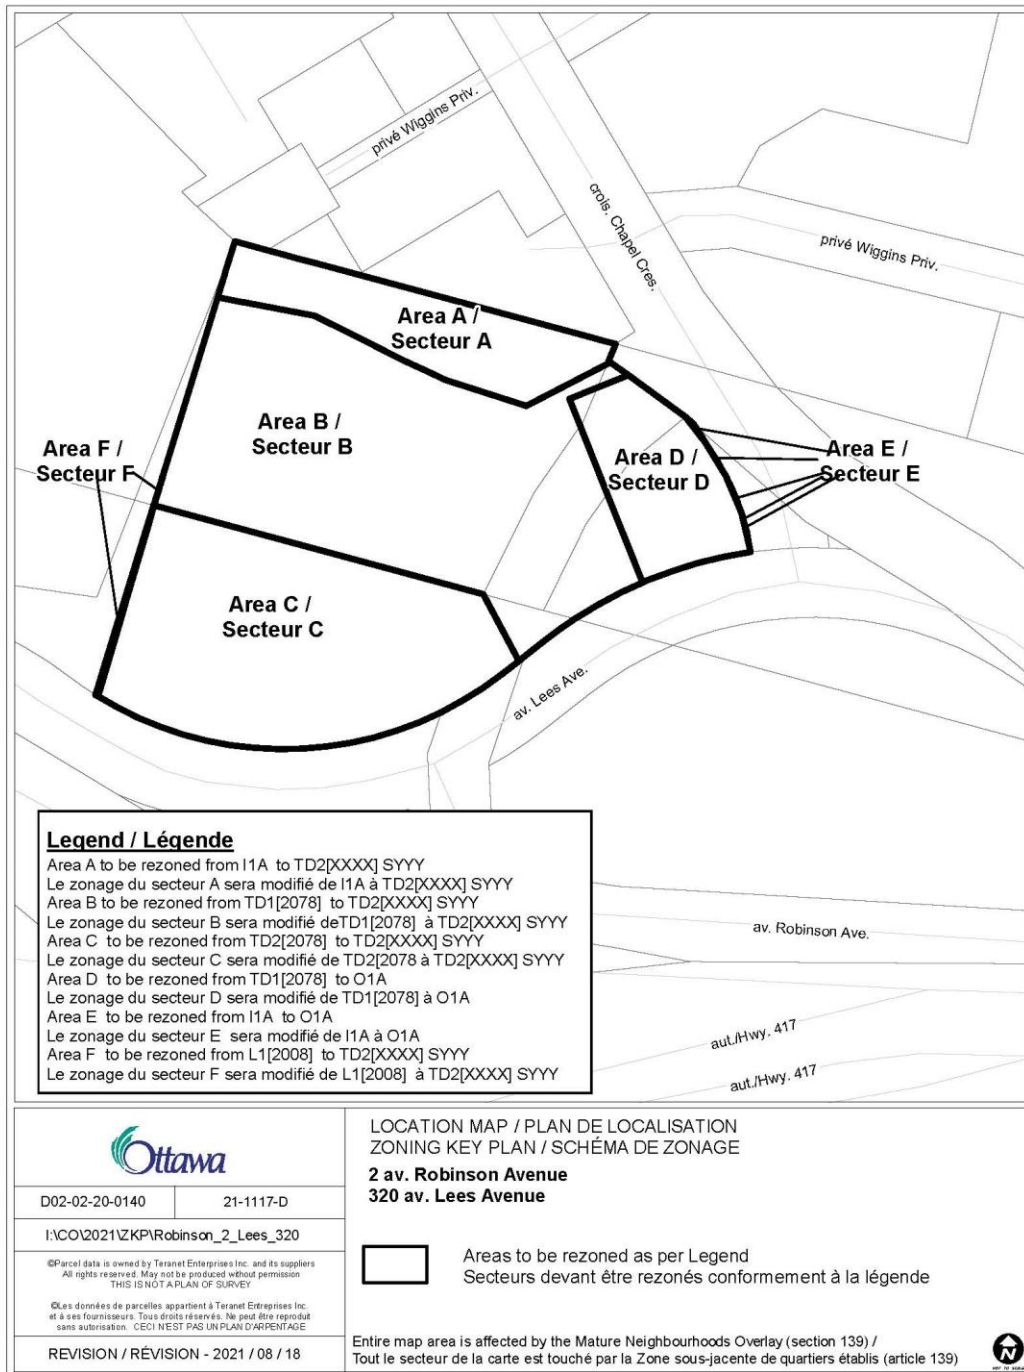 privé Wiggins Priv.
crois. Chapel Cres.
privé Wiggins Priv.
Area A /
Secteur A
Area B /
Secteur B
Area F /
Secteur F
Area D /
Secteur D
Area E /
Secteur E
Area C /
Secteur C
av. Lees Ave.
av. Robinson Ave.
aut./Hwy. 417
aut./Hwy. 417
Legend / Légende
Area A to be rezoned from I1A to TD2[XXXX] SYYY
Le zonage du secteur A sera modifié de I1A à TD2[XXXX] SYYY
Area B to be rezoned from TD1[2078] to TD2[XXXX] SYYY
Le zonage du secteur B sera modifié deTD1[2078] à TD2[XXXX] SYYY
Area C to be rezoned from TD2[2078] to TD2[XXXX] SYYY
Le zonage du secteur C sera modifié de TD2[2078 à TD2[XXXX] SYYY
Area D to be rezoned from TD1[2078] to O1A
Le zonage du secteur D sera modifié de TD1[2078] à O1A
Area E to be rezoned from I1A to O1A
Le zonage du secteur E sera modifié de I1A à O1A
Area F to be rezoned from L1[2008] to TD2[XXXX] SYYY
Le zonage du secteur F sera modifié de L1[2008] à TD2[XXXX] SYYY
Ottawa
D02-02-20-0140 21-1117-D
I:\CO\2021\ZKP\Robinson_2_Lees_320
©Parcel data is owned by Teranet Enterprises Inc. and its suppliers
All rights reserved. May not be produced without permission
THIS IS NOT A PLAN OF SURVEY
©Les données de parcelles appartient à Teranet Entreprises Inc.
et à ses fournisseurs. Tous droits réservés. Ne peut être reproduit
sans autorisation. CECI N'EST PAS UN PLAN D'ARPENTAGE
REVISION / RÉVISION - 2021 / 08 / 18
LOCATION MAP / PLAN DE LOCALISATION
ZONING KEY PLAN / SCHÉMA DE ZONAGE
2 av. Robinson Avenue
320 av. Lees Avenue
Areas to be rezoned as per Legend
Secteurs devant être rezonés conformement à la légende
Entire map area is affected by the Mature Neighbourhoods Overlay (section 139) /
Tout le secteur de la carte est touché par la Zone sous-jacente de quartiers établis (article 139)
N
NOT TO SCALE